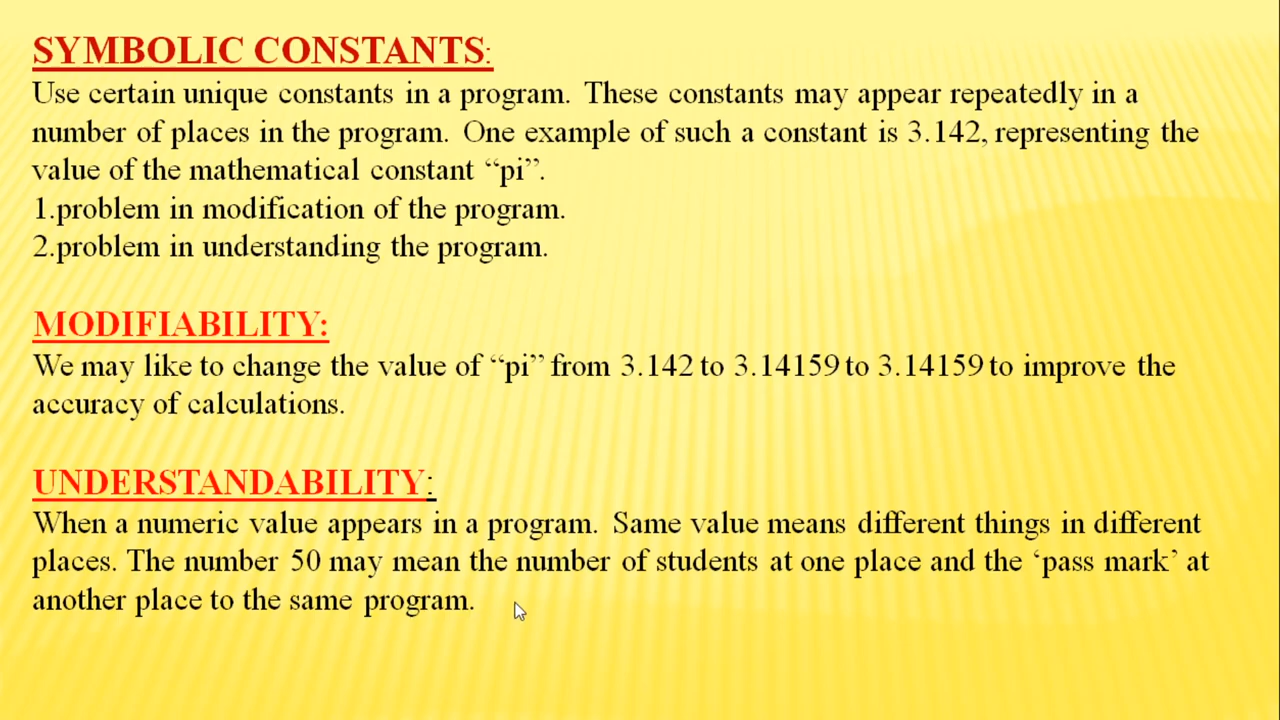 SYMBOLIC CONSTANTS:
Use certain unique constants in a program. These constants may appear repeatedly in a
number of places in the program. One example of such a constant is 3.142, representing the
value of the mathematical constant “pi”.
1.problem in modification of the program.
2.problem in understanding the program.
MODIFIABILITY:
We may like to change the value of “pi” from 3.142 to 3.14159 to 3.14159 to improve the
accuracy of calculations.
UNDERSTANDABILITY:
When a numeric value appears in a program. Same value means different things in different
places. The number 50 may mean the number of students at one place and the ‘pass mark’ at
another place to the same program.